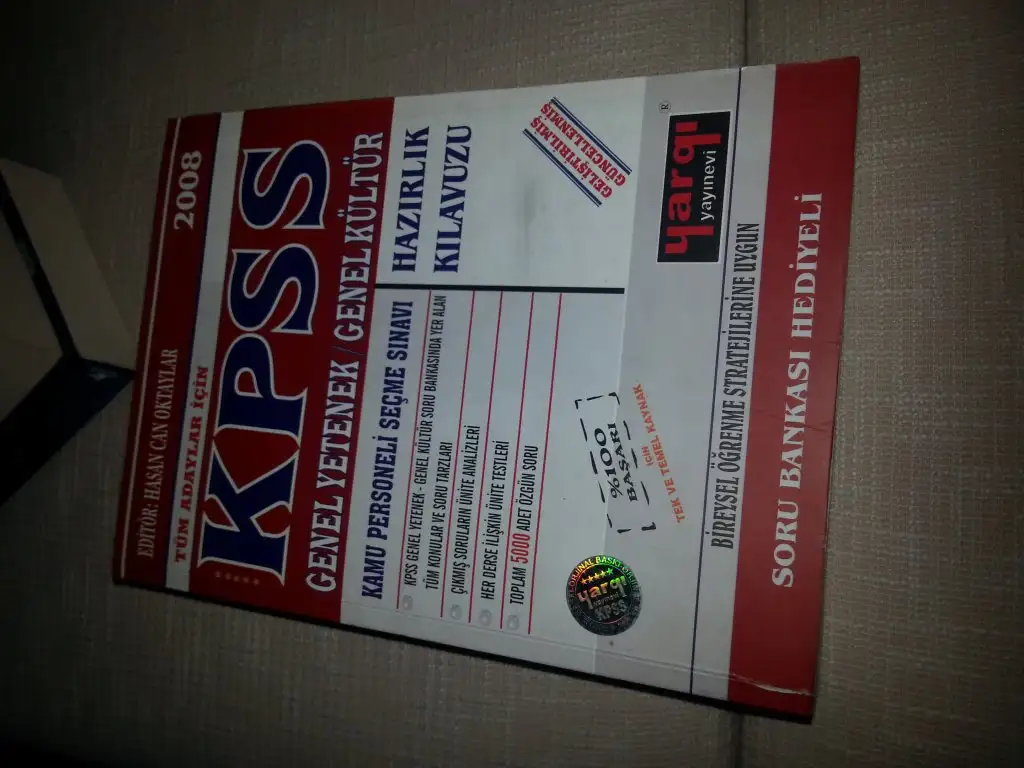 EDİTÖR: HASAN CAN OKTAYLAR
2008
TÜM ADAYLAR İÇİN
KPSS
GENEL YETENEK / GENEL KÜLTÜR
KAMU PERSONELİ SEÇME SINAVI
KPSS GENEL YETENEK - GENEL KÜLTÜR SORU BANKASINDA YER ALAN
TÜM KONULAR VE SORU TARZLARI
ÇIKMIŞ SORULARIN ÜNİTE ANALİZLERİ
HER DERSE İLİŞKİN ÜNİTE TESTLERİ
TOPLAM 5000 ADET ÖZGÜN SORU
HAZIRLIK
KILAVUZU
GELİŞTİRİLMİŞ
GÜNCELLENMİŞ
%100
BAŞARI
İÇİN
TEK VE TEMEL KAYNAK
ORİJİNAL BASKI
yargı
KPSS
yargı
®
yayınevi
BİREYSEL ÖĞRENME STRATEJİLERİNE UYGUN
SORU BANKASI HEDİYELİ